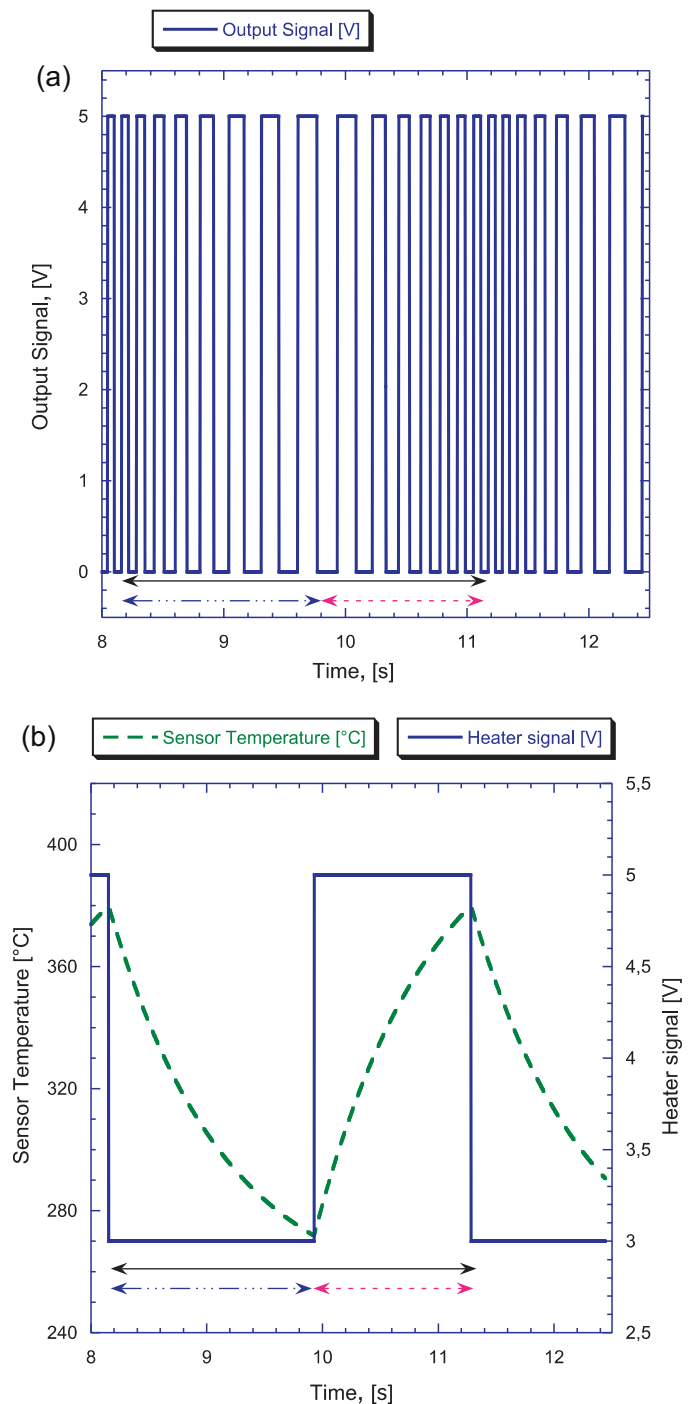 Output Signal [V]
(a)
Output Signal, [V]
5
4
3
2
1
0
8 9 10 11 12
Time, [s]
(b)
Sensor Temperature [°C]
Heater signal [V]
Sensor Temperature [°C]
400
360
320
280
240
5,5
5
4,5
4
3,5
3
2,5
Heater signal [V]
8 9 10 11 12
Time, [s]